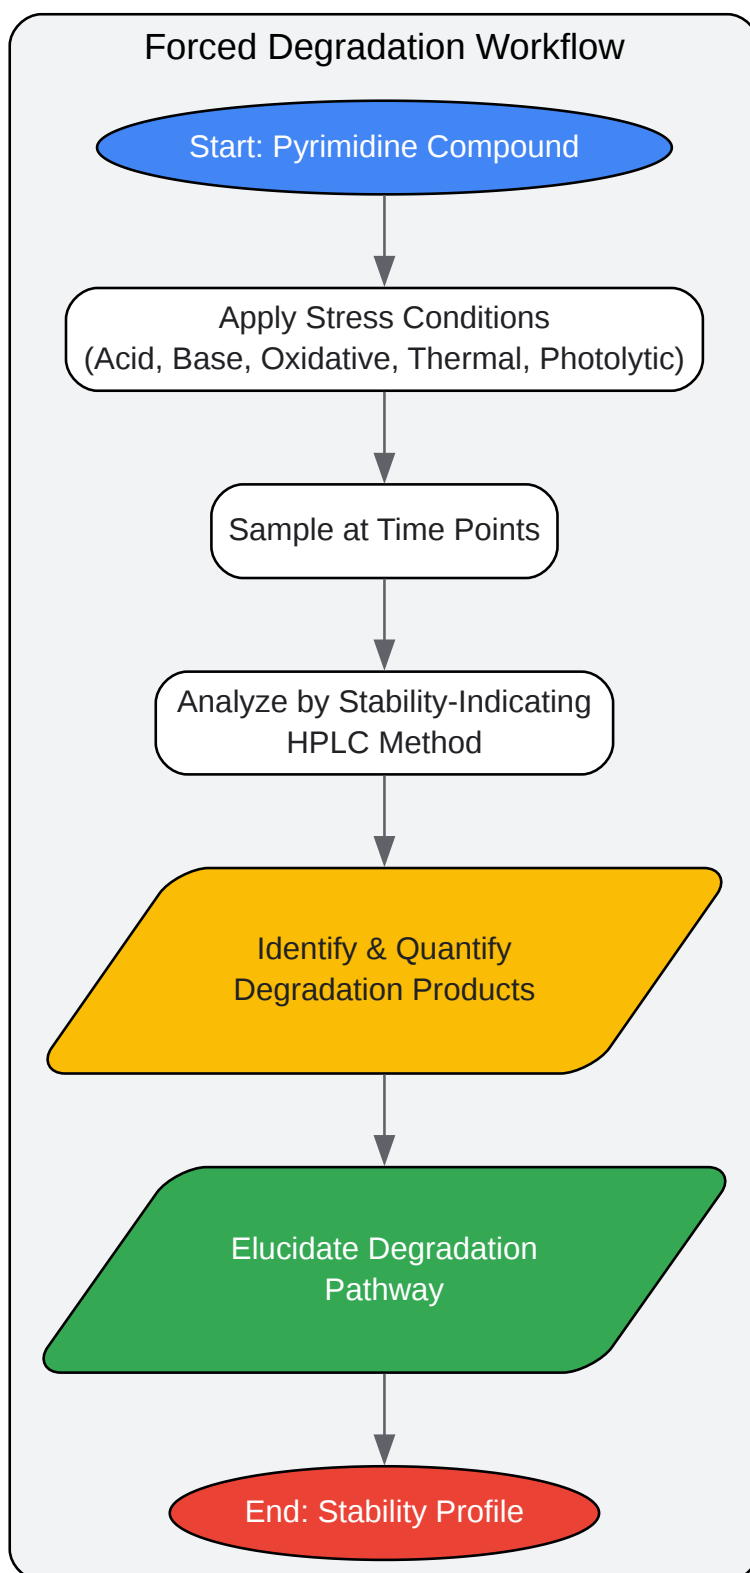 Forced Degradation Workflow
Start: Pyrimidine Compound
Apply Stress Conditions
(Acid, Base, Oxidative, Thermal, Photolytic)
Sample at Time Points
Analyze by Stability-Indicating
HPLC Method
Identify & Quantify
Degradation Products
Elucidate Degradation
Pathway
End: Stability Profile